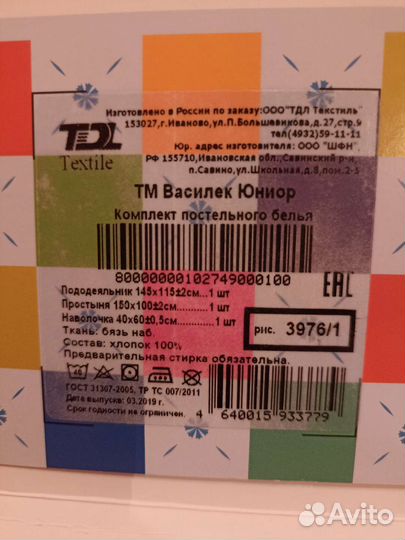 Изготовлено в России по заказу:ООО"ТДЛ Текстиль"
153027,г.Иваново,ул.П.Большевикова,д.27,стр.9
тел(4932)59-11-11
TDL
Textile
Юр. адрес изготовителя: ООО "ШФН",
РФ 155710,Ивановская обл.,Савинский р-н,
п.Савино,ул.Школьная,д.8,пом.2-5
ТМ Василек Юниор
Комплект постельного белья
80000000102749000100
Пододеяльник 145х115±2см...1 шт
Простыня 150х100±2см....1 шт
Наволочка 40х60±0,5см.............1 шт
Ткань: бязь наб.
Состав: хлопок 100%
Предварительная стирка обязательна.
EAC
рис. 3976/1
40
ГОСТ 31307-2005, ТР ТС 007/2011
Дата выпуска: 03.2019 г.
Срок годности не ограничен.
4 640015 933779
Avito